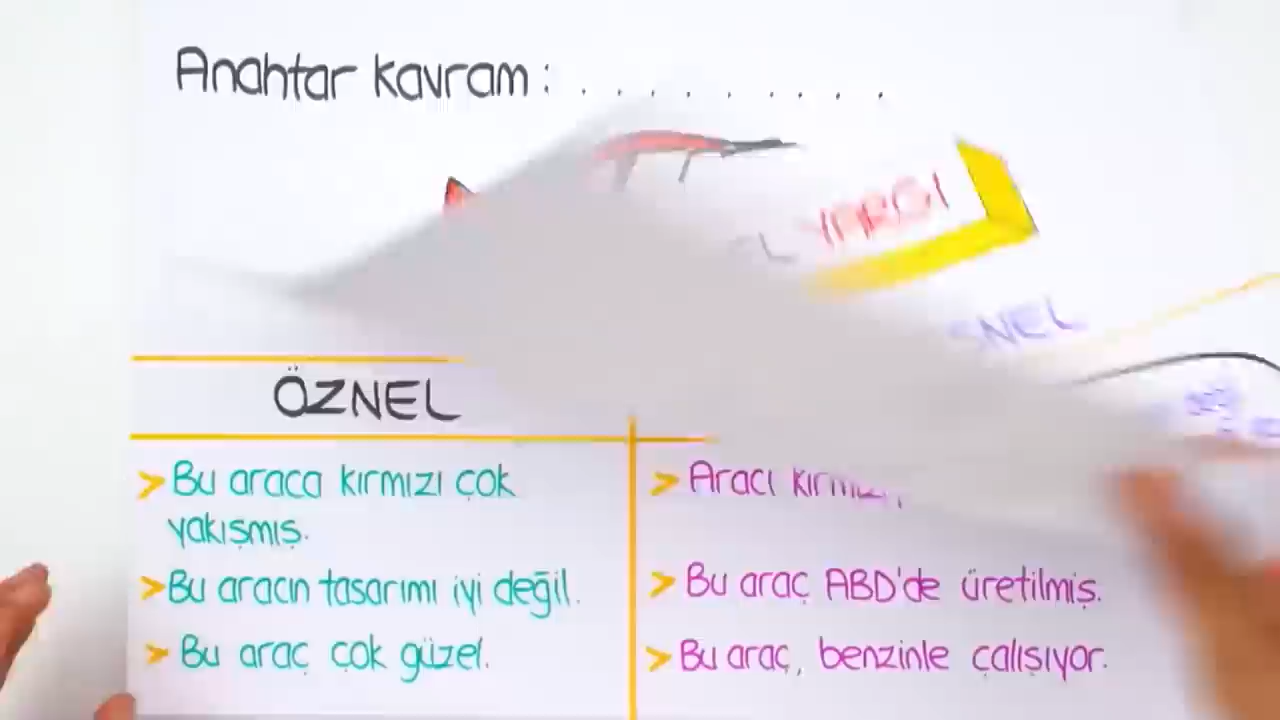 Anahtar kavram : . . . . . . . . .
YARGI
ÖZNEL
> Bu araca kırmızı çok
yakışmış.
> Aracı
> Bu aracın tasarımı iyi değil.
> Bu araç ABD'de üretilmiş.
> Bu araç çok güzel.
> Bu araç, benzinle çalışıyor.